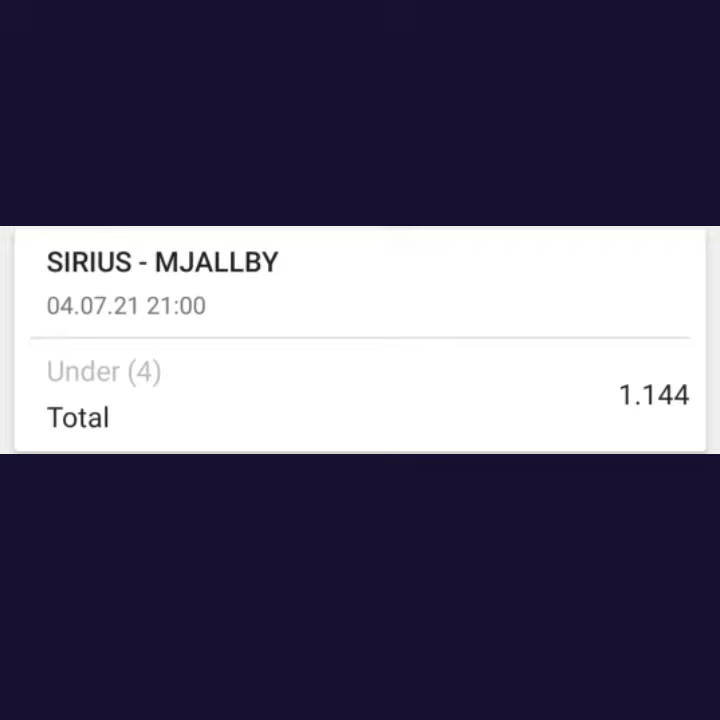 SIRIUS - MJALLBY
04.07.21 21:00
Under (4)
1.144
Total